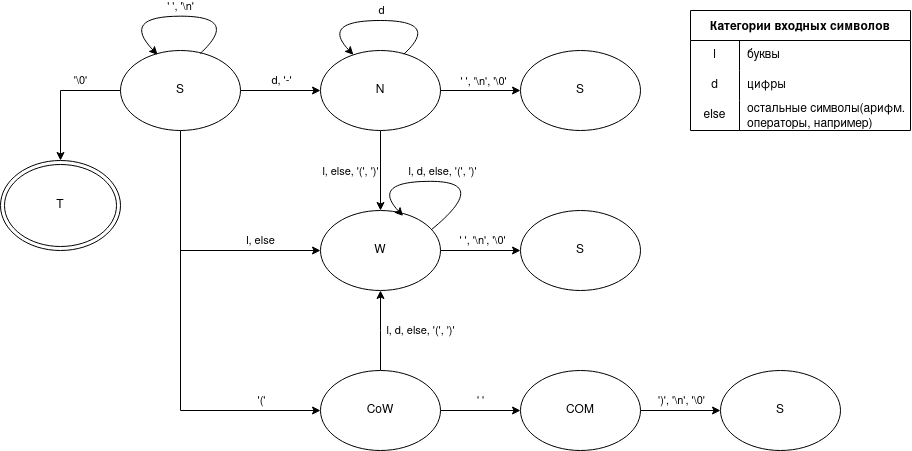 ' ', '\n'
d
Категории входных символов
l буквы
d цифры
else остальные символы(арифм.
операторы, например)
'\0'
S
d, '-'
N
' ', '\n', '\0'
S
T
l, else, '(', ')'
l, d, else, '(', ')'
l, else
W
' ', '\n', '\0'
S
l, d, else, '(', ')'
'('
CoW
' '
COM
')', '\n', '\0'
S